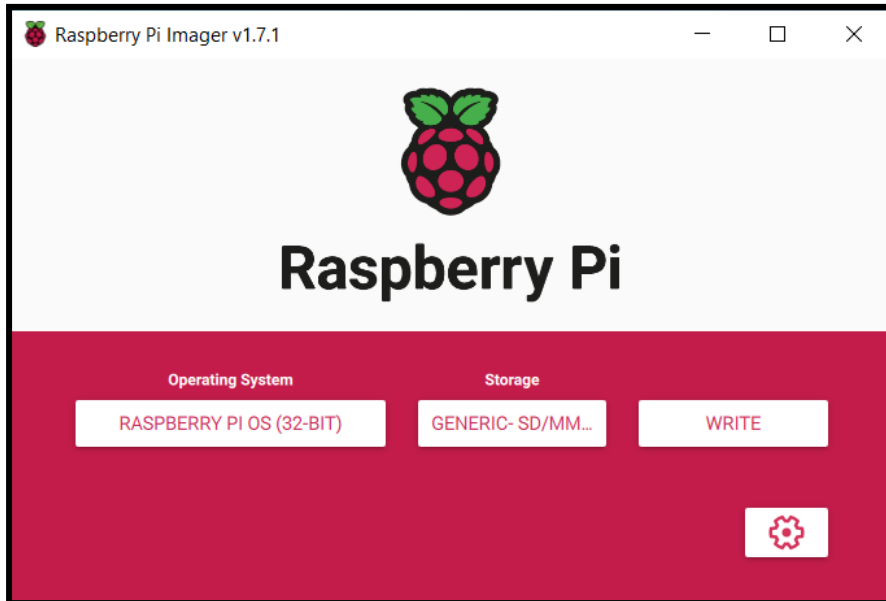 Raspberry Pi Imager v1.7.1
Raspberry Pi
Operating System
Storage
RASPBERRY PI OS (32-BIT)
GENERIC- SD/MM...
WRITE